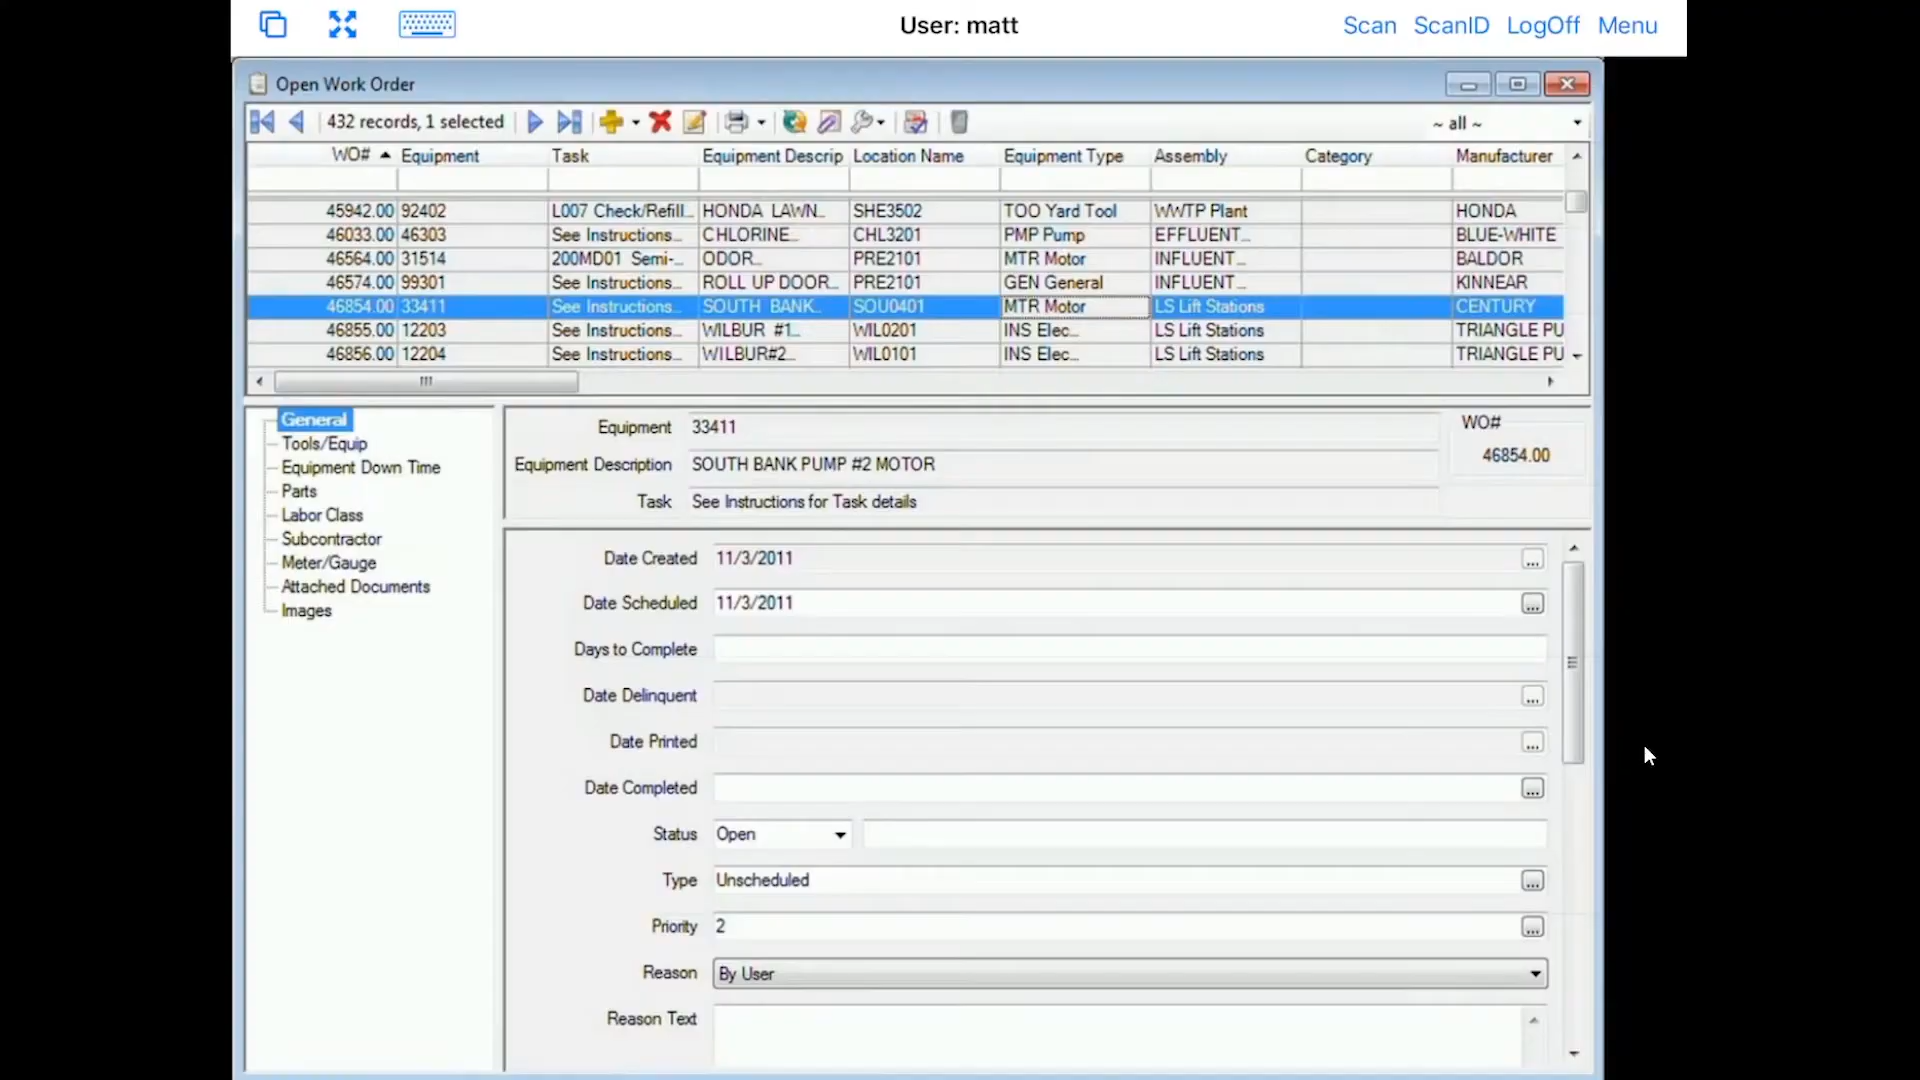 User: matt
Scan ScanID LogOff Menu
Open Work Order
432 records, 1 selected
~ all ~
WO# Equipment Task Equipment Descrip Location Name Equipment Type Assembly Category Manufacturer
45942.00 92402 L007 Check/Refill... HONDA LAWN... SHE3502 TOO Yard Tool WWTP Plant HONDA
46033.00 46303 See Instructions... CHLORINE... CHL3201 PMP Pump EFFLUENT... BLUE-WHITE
46564.00 31514 200MD01 Semi-... ODOR... PRE2101 MTR Motor INFLUENT... BALDOR
46574.00 99301 See Instructions... ROLL UP DOOR... PRE2101 GEN General INFLUENT... KINNEAR
46854.00 33411 See Instructions... SOUTH BANK... SOU0401 MTR Motor LS Lift Stations CENTURY
46855.00 12203 See Instructions... WILBUR #1... WIL0201 INS Elec... LS Lift Stations TRIANGLE PU
46856.00 12204 See Instructions... WILBUR#2... WIL0101 INS Elec... LS Lift Stations TRIANGLE PU
General
Tools/Equip
Equipment Down Time
Parts
Labor Class
Subcontractor
Meter/Gauge
Attached Documents
Images
Equipment 33411
Equipment Description SOUTH BANK PUMP #2 MOTOR
Task See Instructions for Task details
WO#
46854.00
Date Created 11/3/2011 ...
Date Scheduled 11/3/2011 ...
Days to Complete
Date Delinquent ...
Date Printed ...
Date Completed ...
Status Open
Type Unscheduled ...
Priority 2 ...
Reason By User
Reason Text